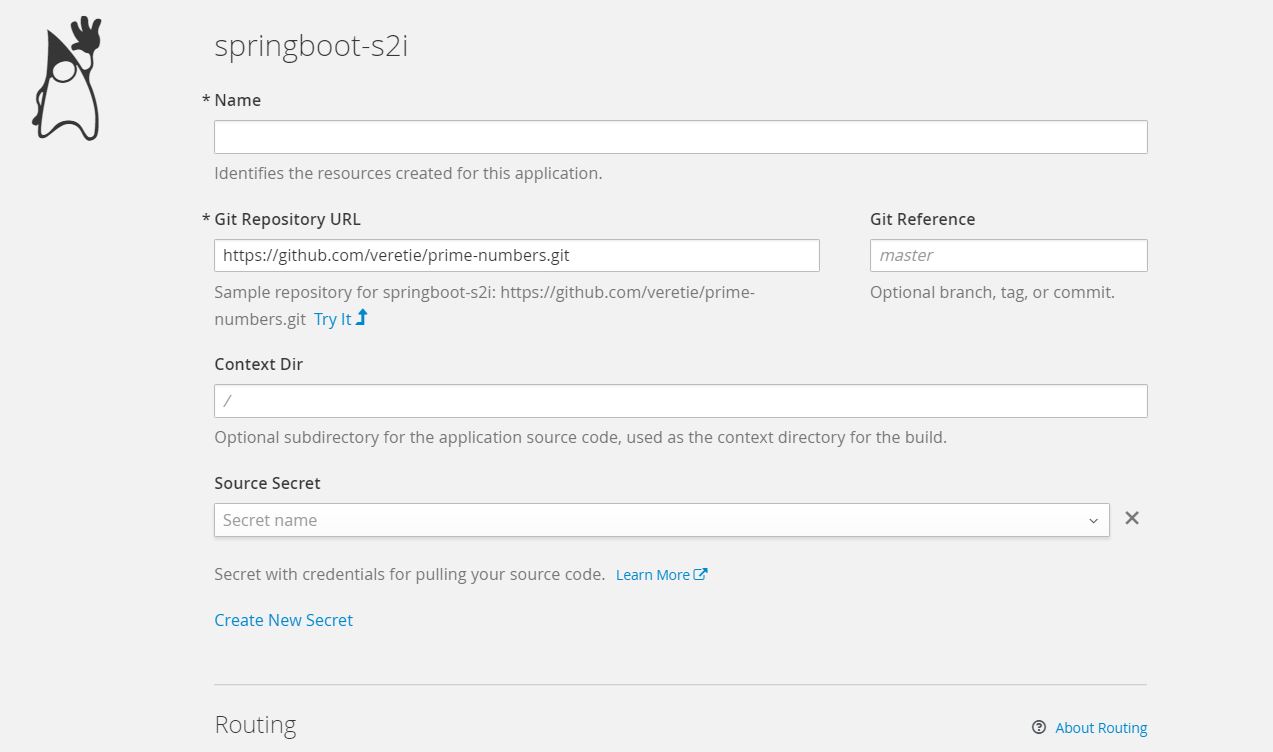 springboot-s2i
* Name
Identifies the resources created for this application.
* Git Repository URL
Git Reference
https://github.com/veretie/prime-numbers.git
master
Sample repository for springboot-s2i: https://github.com/veretie/prime-
numbers.git Try It
Optional branch, tag, or commit.
Context Dir
/
Optional subdirectory for the application source code, used as the context directory for the build.
Source Secret
Secret name
Secret with credentials for pulling your source code. Learn More
Create New Secret
Routing
About Routing